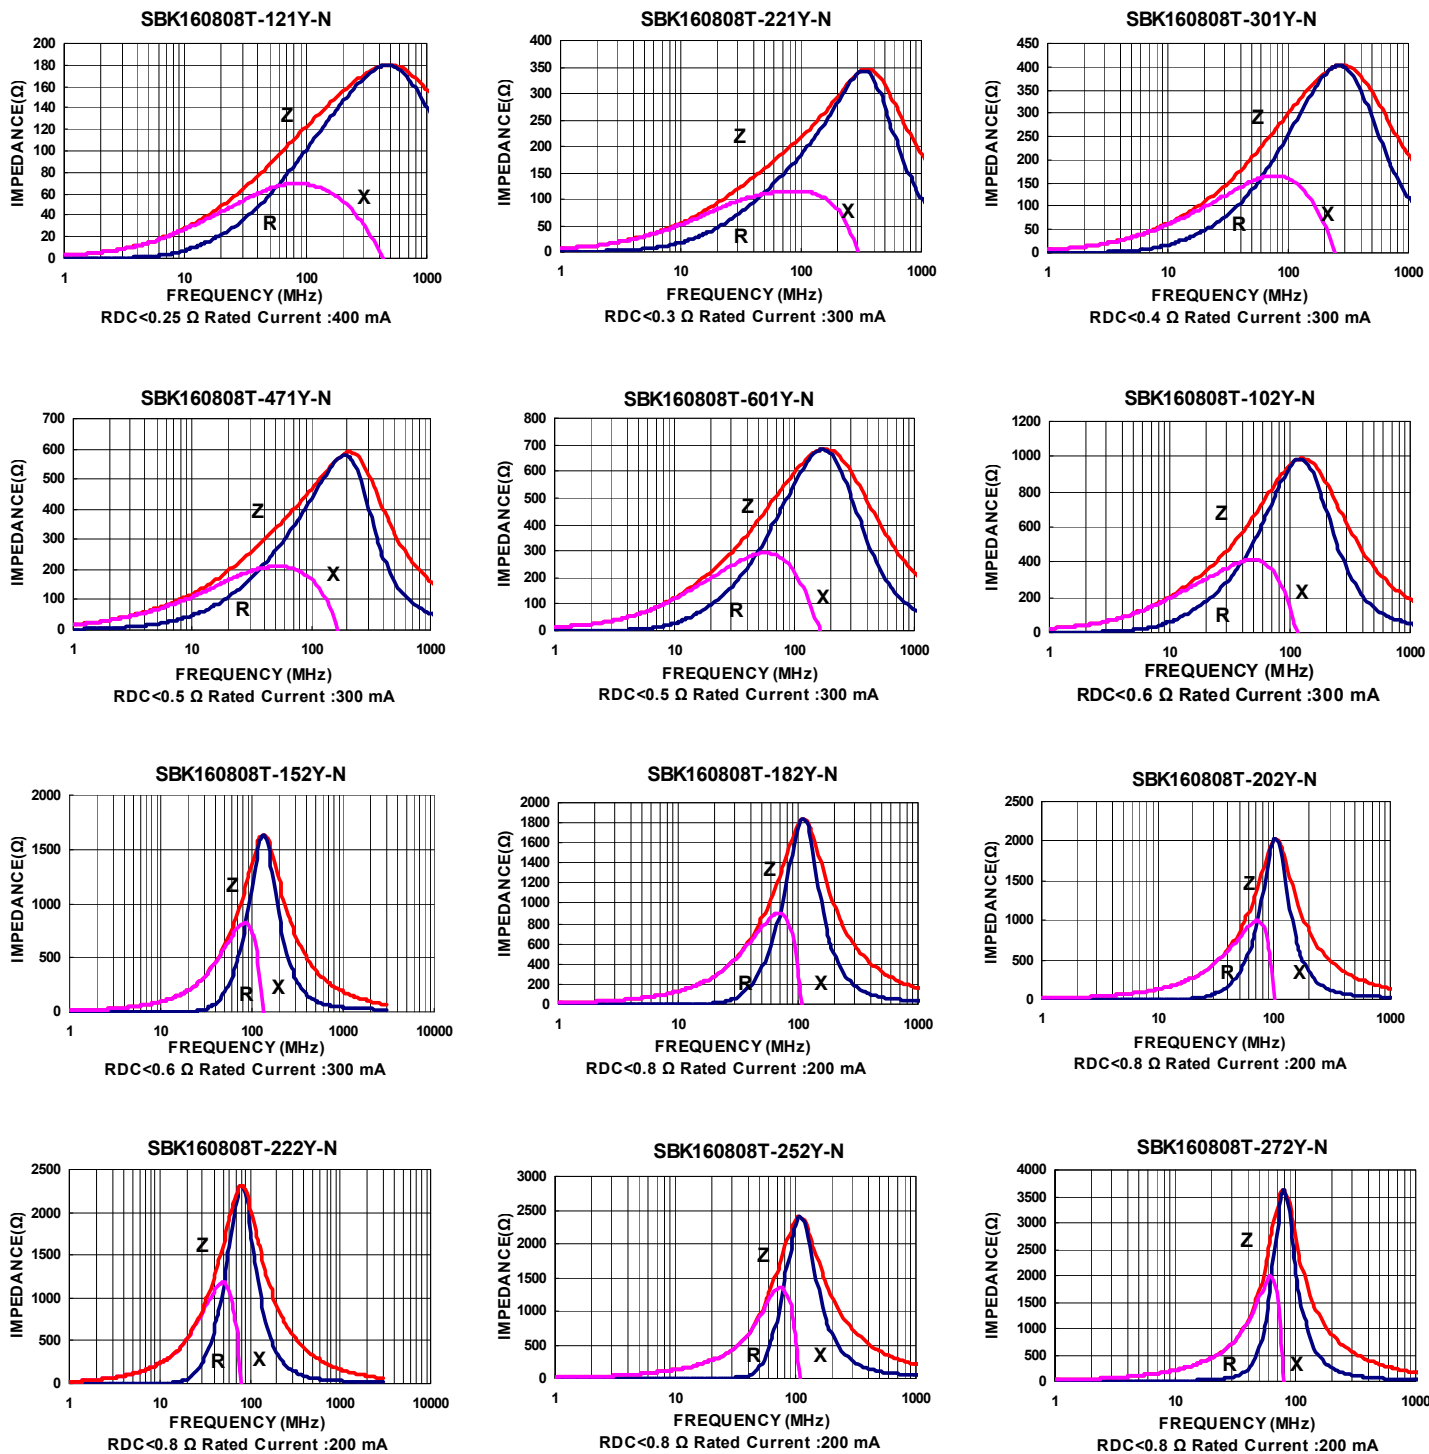 SBK160808T-121Y-N
IMPEDANCE(Ω)
200
180
160
140
120
100
80
60
40
20
0
Z
X
R
1 10 100 1000
FREQUENCY (MHz)
RDC<0.25 Ω Rated Current :400 mA
SBK160808T-221Y-N
IMPEDANCE(Ω)
400
350
300
250
200
150
100
50
0
Z
X
R
1 10 100 1000
FREQUENCY (MHz)
RDC<0.3 Ω Rated Current :300 mA
SBK160808T-301Y-N
IMPEDANCE(Ω)
450
400
350
300
250
200
150
100
50
0
Z
X
R
1 10 100 1000
FREQUENCY (MHz)
RDC<0.4 Ω Rated Current :300 mA
SBK160808T-471Y-N
IMPEDANCE(Ω)
700
600
500
400
300
200
100
0
Z
X
R
1 10 100 1000
FREQUENCY (MHz)
RDC<0.5 Ω Rated Current :300 mA
SBK160808T-601Y-N
IMPEDANCE(Ω)
800
700
600
500
400
300
200
100
0
Z
X
R
1 10 100 1000
FREQUENCY (MHz)
RDC<0.5 Ω Rated Current :300 mA
SBK160808T-102Y-N
IMPEDANCE(Ω)
1200
1000
800
600
400
200
0
Z
X
R
1 10 100 1000
FREQUENCY (MHz)
RDC<0.6 Ω Rated Current :300 mA
SBK160808T-152Y-N
IMPEDANCE(Ω)
2000
1500
1000
500
0
Z
X
R
1 10 100 1000 10000
FREQUENCY (MHz)
RDC<0.6 Ω Rated Current :300 mA
SBK160808T-182Y-N
IMPEDANCE(Ω)
2000
1800
1600
1400
1200
1000
800
600
400
200
0
Z
R
X
1 10 100 1000
FREQUENCY (MHz)
RDC<0.8 Ω Rated Current :200 mA
SBK160808T-202Y-N
IMPEDANCE(Ω)
2500
2000
1500
1000
500
0
Z
R
X
1 10 100 1000
FREQUENCY (MHz)
RDC<0.8 Ω Rated Current :200 mA
SBK160808T-222Y-N
IMPEDANCE(Ω)
2500
2000
1500
1000
500
0
Z
R
X
1 10 100 1000 10000
FREQUENCY (MHz)
RDC<0.8 Ω Rated Current :200 mA
SBK160808T-252Y-N
IMPEDANCE(Ω)
3000
2500
2000
1500
1000
500
0
Z
R
X
1 10 100 1000
FREQUENCY (MHz)
RDC<0.8 Ω Rated Current :200 mA
SBK160808T-272Y-N
IMPEDANCE(Ω)
4000
3500
3000
2500
2000
1500
1000
500
0
Z
R
X
1 10 100 1000
FREQUENCY (MHz)
RDC<0.8 Ω Rated Current :200 mA